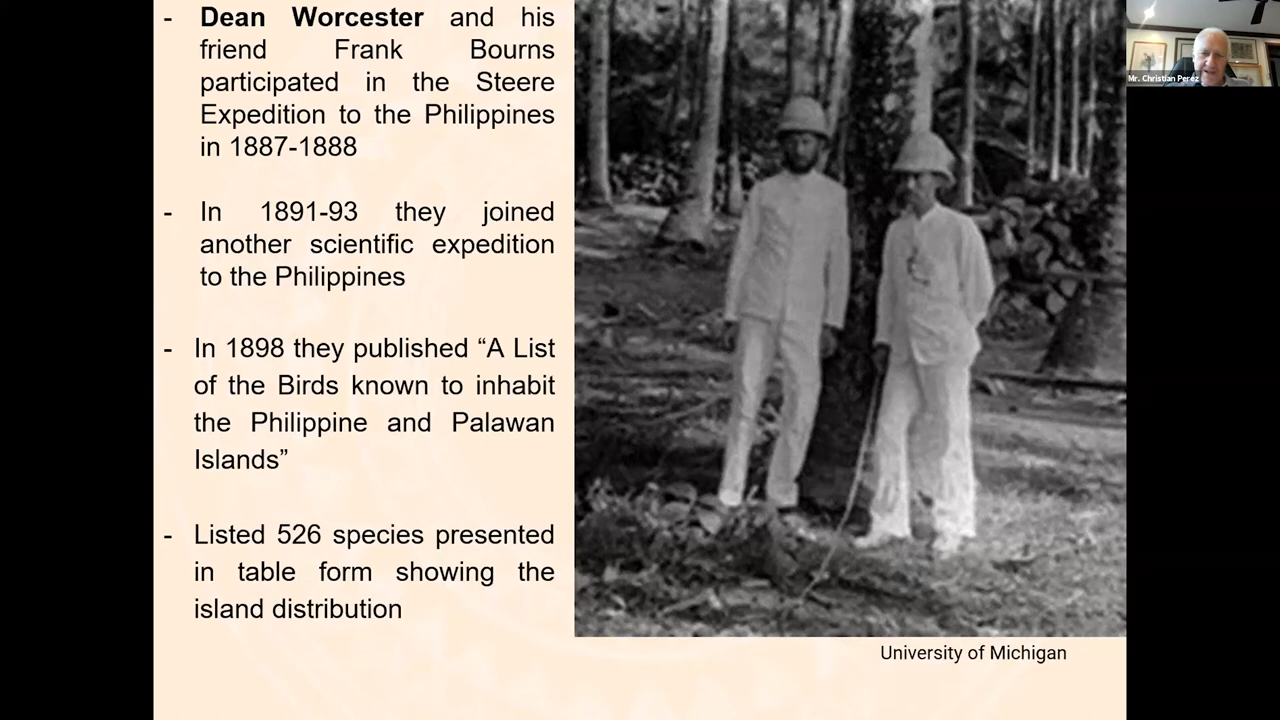 - Dean Worcester and his
friend Frank Bourns
participated in the Steere
Expedition to the Philippines
in 1887-1888
- In 1891-93 they joined
another scientific expedition
to the Philippines
- In 1898 they published “A List
of the Birds known to inhabit
the Philippine and Palawan
Islands”
- Listed 526 species presented
in table form showing the
island distribution
University of Michigan
Mr. Christian Perez